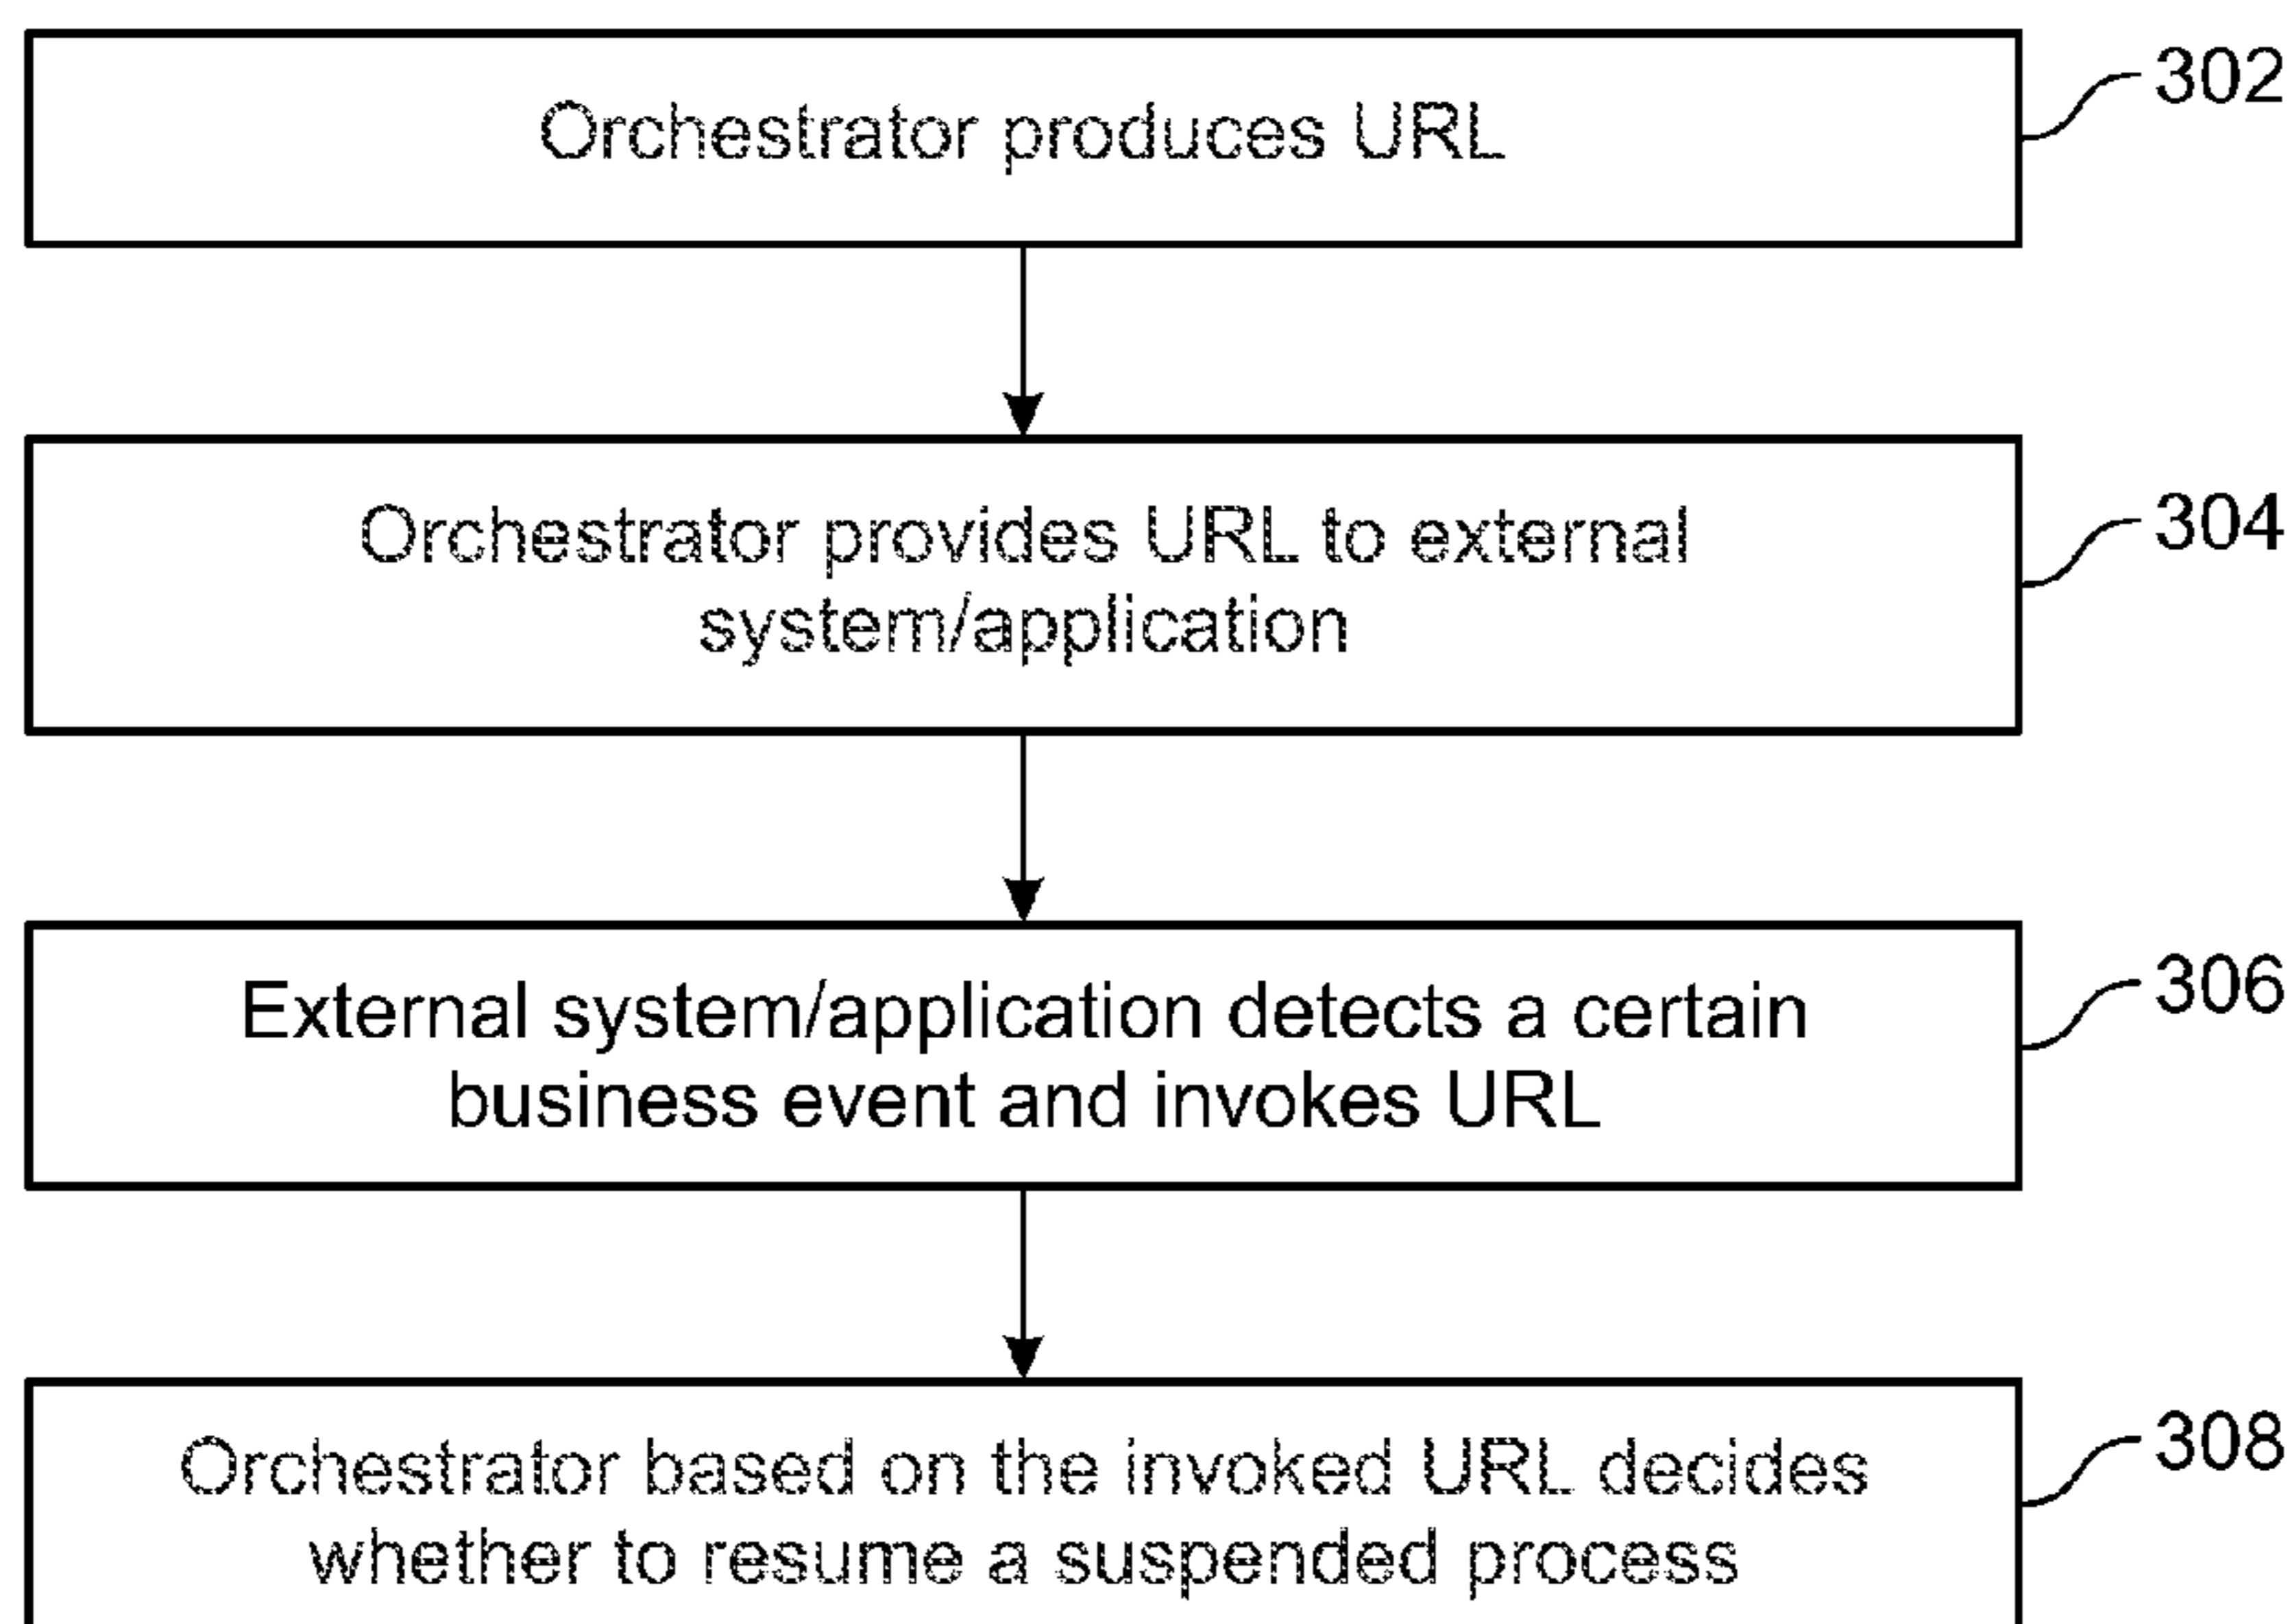 Orchestrator produces URL
302
Orchestrator provides URL to external
system/application
304
External system/application detects a certain
business event and invokes URL
306
Orchestrator based on the invoked URL decides
whether to resume a suspended process
308